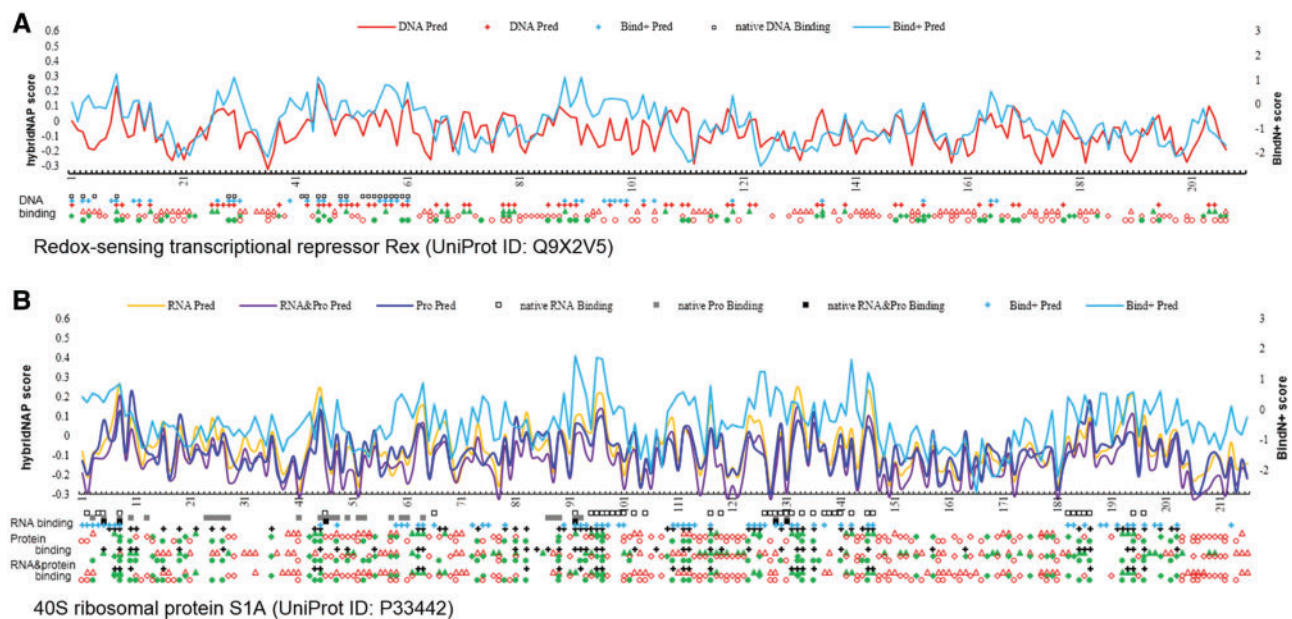 A
DNA Pred DNA Pred Bind+ Pred native DNA Binding Bind+ Pred
hybridNAP score
0.6
0.5
0.4
0.3
0.2
0.1
0
-0.1
-0.2
-0.3
3
2
1
0
-1
-2
BindN+ score
1 21 41 61 81 101 121 141 161 181 201
DNA
binding
Redox-sensing transcriptional repressor Rex (UniProt ID: Q9X2V5)
B
RNA Pred RNA&Pro Pred Pro Pred native RNA Binding native Pro Binding native RNA&Pro Binding Bind+ Pred Bind+ Pred
hybridNAP score
0.6
0.5
0.4
0.3
0.2
0.1
0
-0.1
-0.2
-0.3
3
2
1
0
-1
-2
BindN+ score
1 11 21 31 41 51 61 71 81 91 101 111 121 131 141 151 161 171 181 191 201 211
RNA binding
Protein
binding
RNA&protein
binding
40S ribosomal protein S1A (UniProt ID: P33442)